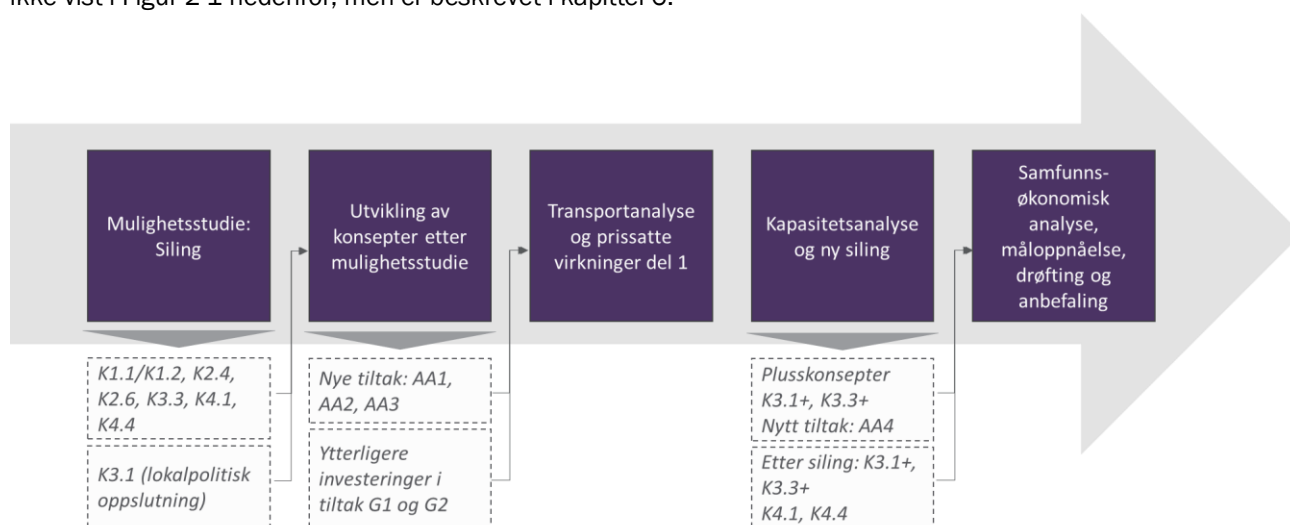 ikke vist i Figur 2-1 nedenfor, men er beskrevet i kapittel 6.
Mulighetsstudie:
Siling
Utvikling av
konsepter etter
mulighetsstudie
Transportanalyse
og prissatte
virkninger del 1
Kapasitetsanalyse
og ny siling
Samfunns-
økonomisk
analyse,
måloppnåelse,
drøfting og
anbefaling
K1.1/K1.2, K2.4,
K2.6, K3.3, K4.1,
K4.4
K3.1 (lokalpolitisk
oppslutning)
Nye tiltak: AA1,
AA2, AA3
Ytterligere
investeringer i
tiltak G1 og G2
Plusskonsepter
K3.1+, K3.3+
Nytt tiltak: AA4
Etter siling: K3.1+,
K3.3+
K4.1, K4.4